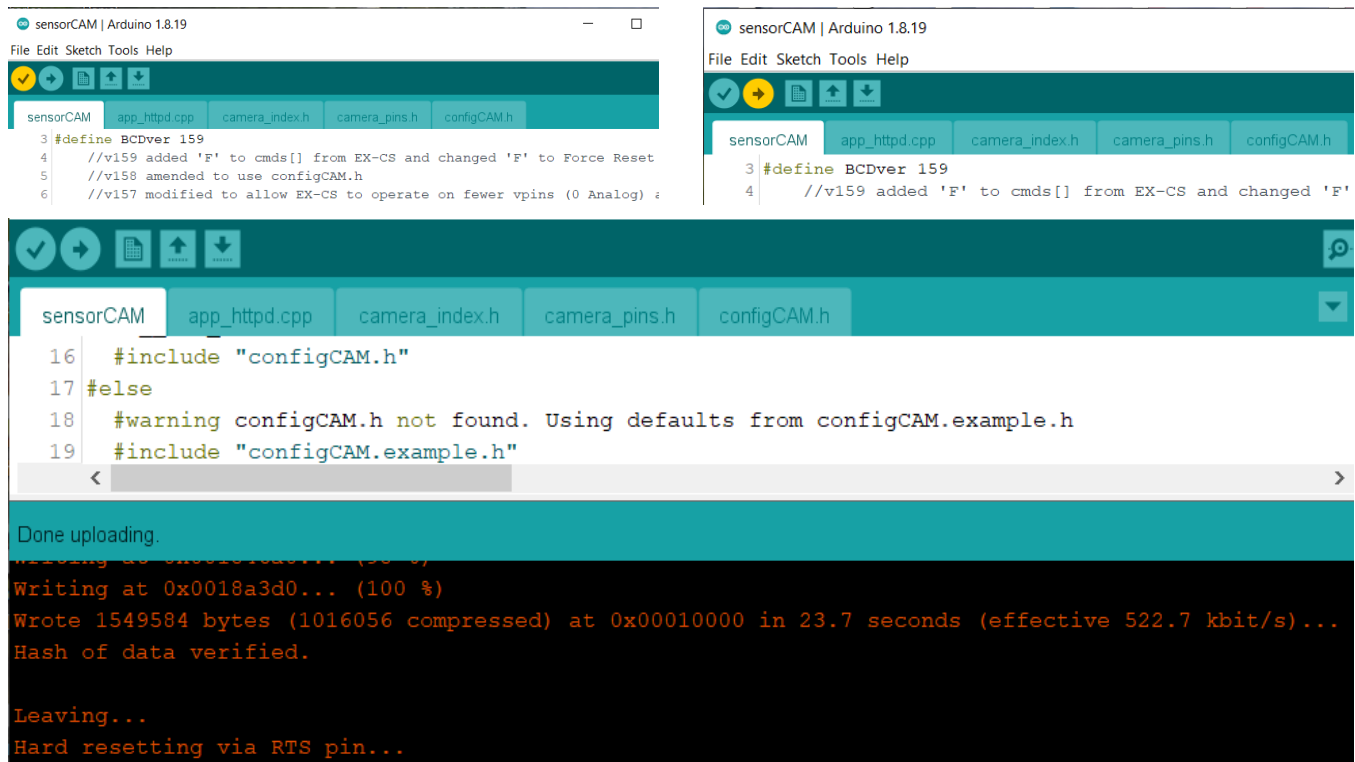 sensorCAM | Arduino 1.8.19
File Edit Sketch Tools Help
sensorCAM app_httpd.cpp camera_index.h camera_pins.h configCAM.h
3 #define BCDver 159
4 //v159 added 'F' to cmds[] from EX-CS and changed 'F' to Force Reset
5 //v158 amended to use configCAM.h
6 //v157 modified to allow EX-CS to operate on fewer vpins (0 Analog)
sensorCAM | Arduino 1.8.19
File Edit Sketch Tools Help
sensorCAM app_httpd.cpp camera_index.h camera_pins.h configCAM.h
3 #define BCDver 159
4 //v159 added 'F' to cmds[] from EX-CS and changed 'F'
sensorCAM app_httpd.cpp camera_index.h camera_pins.h configCAM.h
16 #include "configCAM.h"
17 #else
18 #warning configCAM.h not found. Using defaults from configCAM.example.h
19 #include "configCAM.example.h"
Done uploading.
Writing at 0x0018a3d0... (100 %)
Wrote 1549584 bytes (1016056 compressed) at 0x00010000 in 23.7 seconds (effective 522.7 kbit/s)...
Hash of data verified.
Leaving...
Hard resetting via RTS pin...